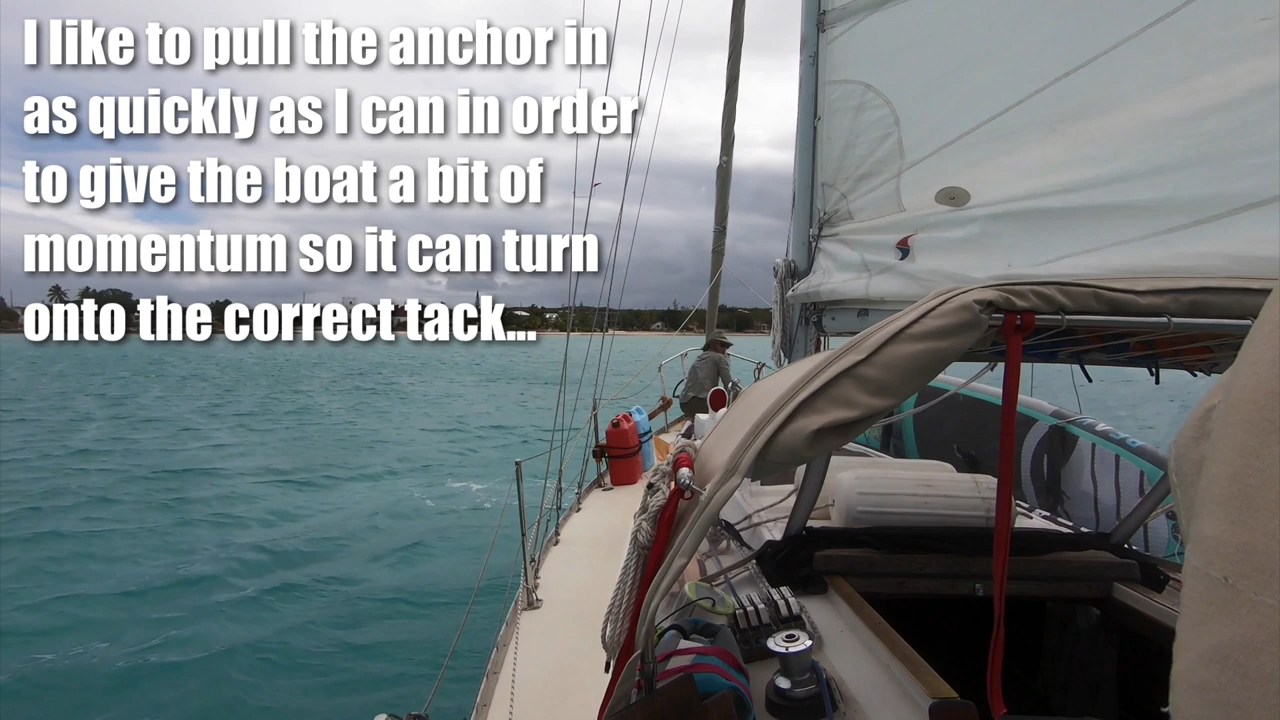 I like to pull the anchor in
as quickly as I can in order
to give the boat a bit of
momentum so it can turn
onto the correct tack...